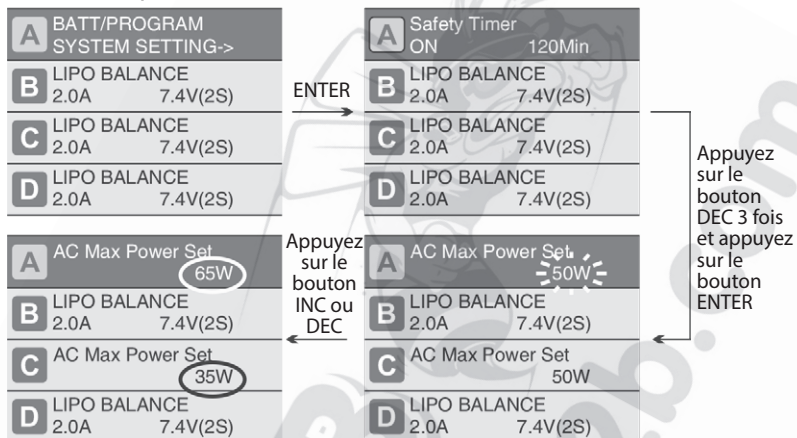 A
BATT/PROGRAM
SYSTEM SETTING->
B
LIPO BALANCE
2.0A 7.4V(2S)
C
LIPO BALANCE
2.0A 7.4V(2S)
D
LIPO BALANCE
2.0A 7.4V(2S)
ENTER
A
Safety Timer
ON 120Min
B
LIPO BALANCE
2.0A 7.4V(2S)
C
LIPO BALANCE
2.0A 7.4V(2S)
D
LIPO BALANCE
2.0A 7.4V(2S)
Appuyez
sur le
bouton
DEC 3 fois
et appuyez
sur le
bouton
ENTER
A
AC Max Power Set
50W
B
LIPO BALANCE
2.0A 7.4V(2S)
C
AC Max Power Set
50W
D
LIPO BALANCE
2.0A 7.4V(2S)
Appuyez
sur le
bouton
INC ou
DEC
A
AC Max Power Set
65W
B
LIPO BALANCE
2.0A 7.4V(2S)
C
AC Max Power Set
35W
D
LIPO BALANCE
2.0A 7.4V(2S)